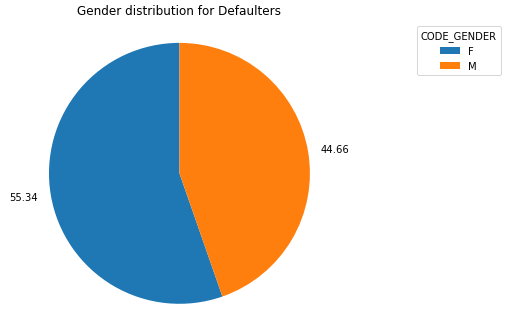 Gender distribution for Defaulters
CODE_GENDER
F
M
44.66
55.34